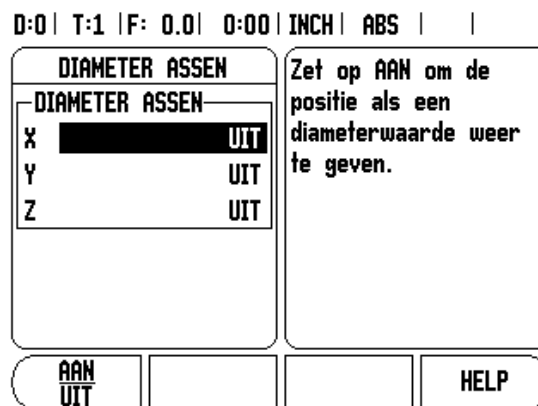 D:0 | T:1 | F: 0.0 | 0:00 | INCH | ABS | |
DIAMETER ASSEN
DIAMETER ASSEN
X UIT
Y UIT
Z UIT
Zet op AAN om de
positie als een
diameterwaarde weer
te geven.
AAN
UIT
HELP